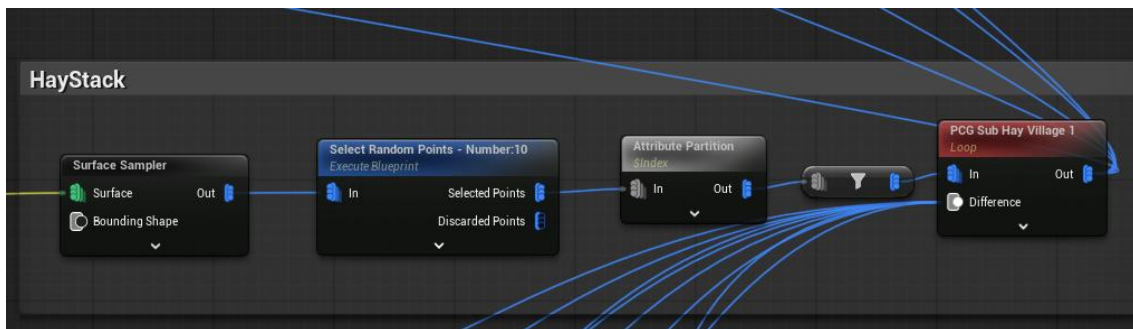 HayStack
Surface Sampler
Surface
Out
Bounding Shape
Select Random Points - Number:10
Execute Blueprint
In
Selected Points
Discarded Points
Attribute Partition
$Index
In
Out
PCG Sub Hay Village 1
Loop
In
Out
Difference